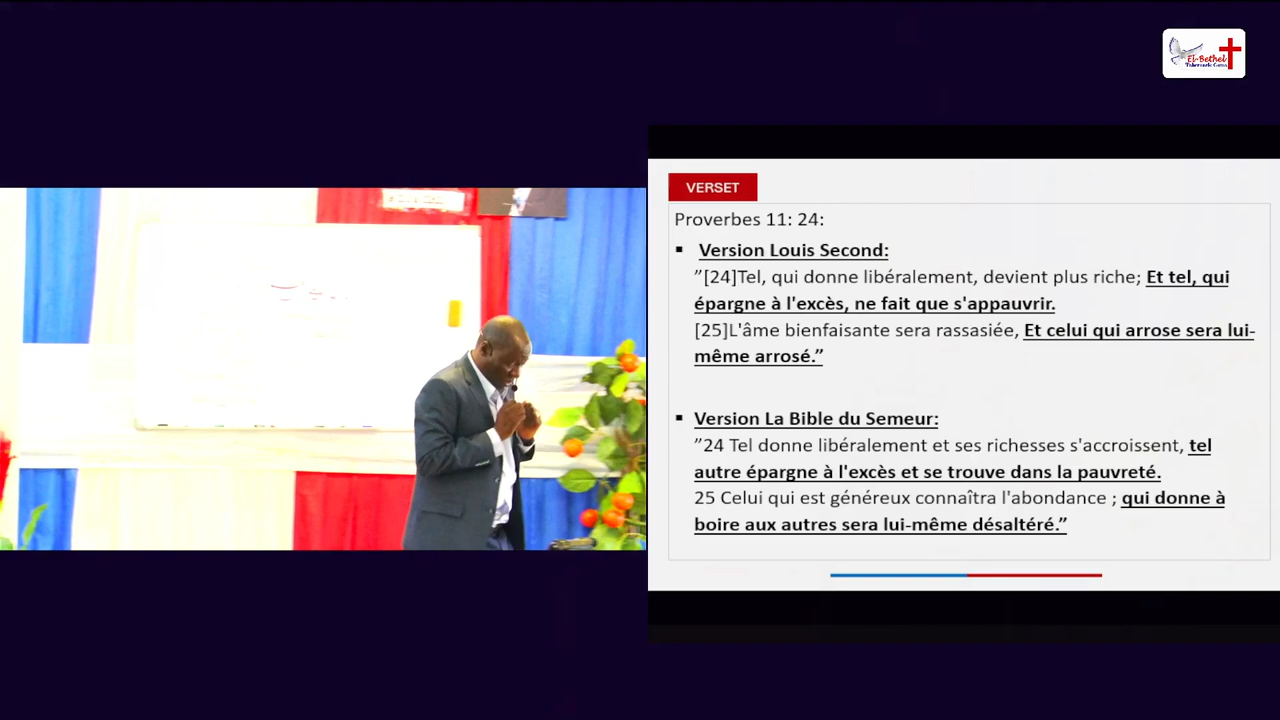 El-Bethel
VERSET
Proverbes 11: 24:
▪ Version Louis Second:
”[24]Tel, qui donne libéralement, devient plus riche; Et tel, qui
épargne à l'excès, ne fait que s'appauvrir.
[25]L'âme bienfaisante sera rassasiée, Et celui qui arrose sera lui-
même arrosé.”
▪ Version La Bible du Semeur:
”24 Tel donne libéralement et ses richesses s'accroissent, tel
autre épargne à l'excès et se trouve dans la pauvreté.
25 Celui qui est généreux connaîtra l'abondance ; qui donne à
boire aux autres sera lui-même désaltéré.”